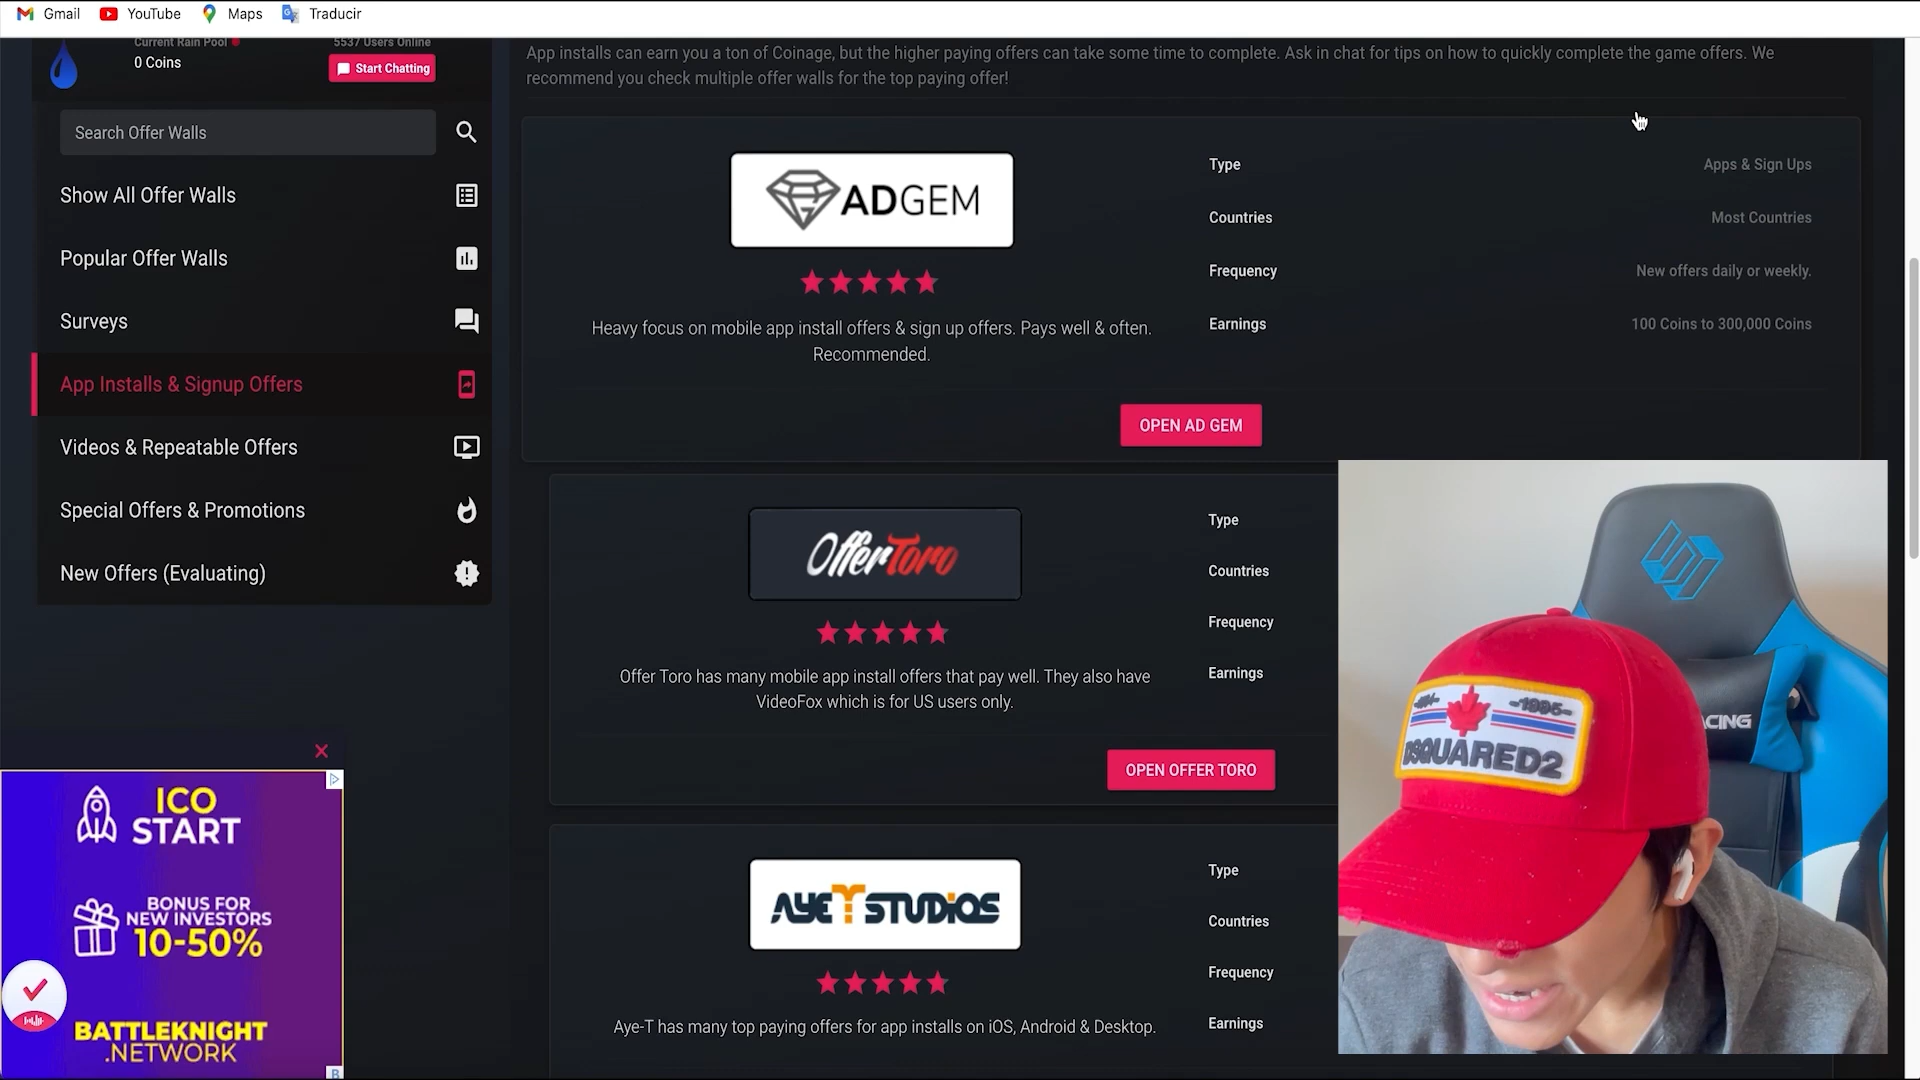 Gmail
YouTube
Maps
Traducir
Current Rain Pool
0 Coins
5537 Users Online
Start Chatting
Search Offer Walls
Show All Offer Walls
Popular Offer Walls
Surveys
App Installs & Signup Offers
Videos & Repeatable Offers
Special Offers & Promotions
New Offers (Evaluating)
App installs can earn you a ton of Coinage, but the higher paying offers can take some time to complete. Ask in chat for tips on how to quickly complete the game offers. We
recommend you check multiple offer walls for the top paying offer!
ADGEM
Heavy focus on mobile app install offers & sign up offers. Pays well & often.
Recommended.
Type
Apps & Sign Ups
Countries
Most Countries
Frequency
New offers daily or weekly.
Earnings
100 Coins to 300,000 Coins
OPEN AD GEM
OfferToro
Offer Toro has many mobile app install offers that pay well. They also have
VideoFox which is for US users only.
Type
Countries
Frequency
Earnings
OPEN OFFER TORO
AYET STUDIOS
Aye-T has many top paying offers for app installs on iOS, Android & Desktop.
Type
Countries
Frequency
Earnings
ICO
START
BONUS FOR
NEW INVESTORS
10-50%
BATTLEKNIGHT
.NETWORK
B
-1995-
DSQUARED2